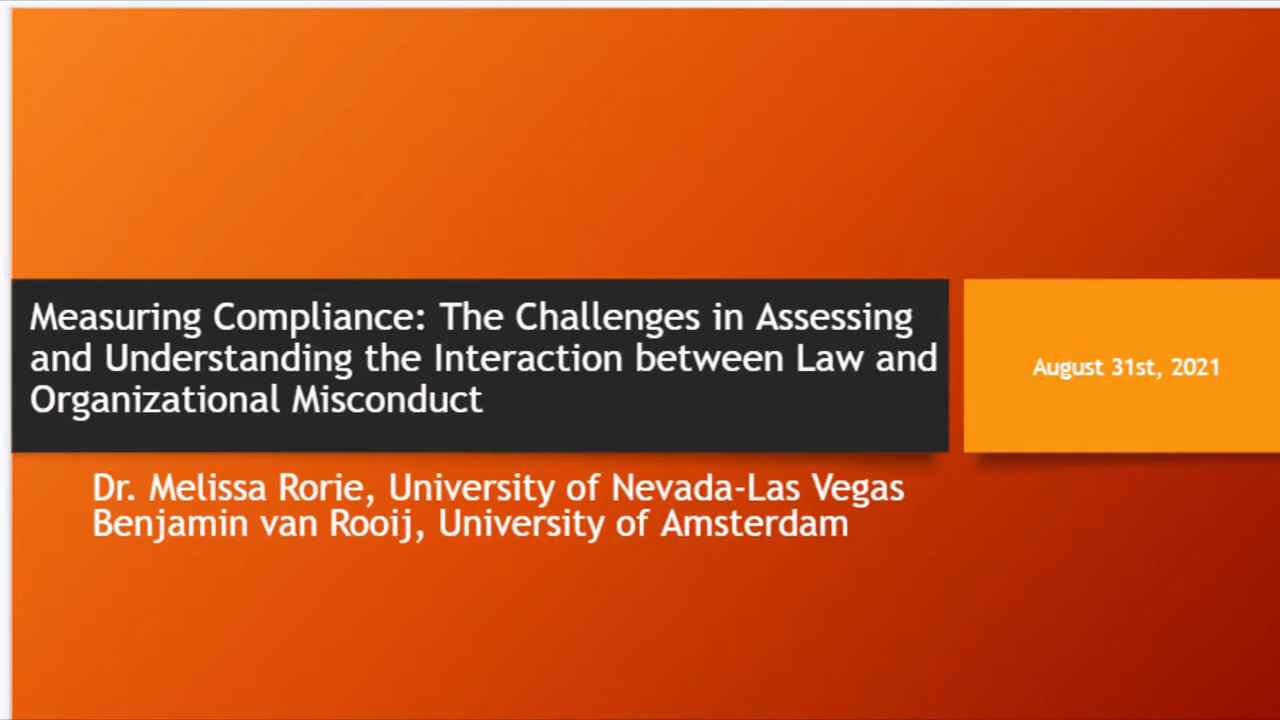 Measuring Compliance: The Challenges in Assessing
and Understanding the Interaction between Law and
Organizational Misconduct
August 31st, 2021
Dr. Melissa Rorie, University of Nevada-Las Vegas
Benjamin van Rooij, University of Amsterdam